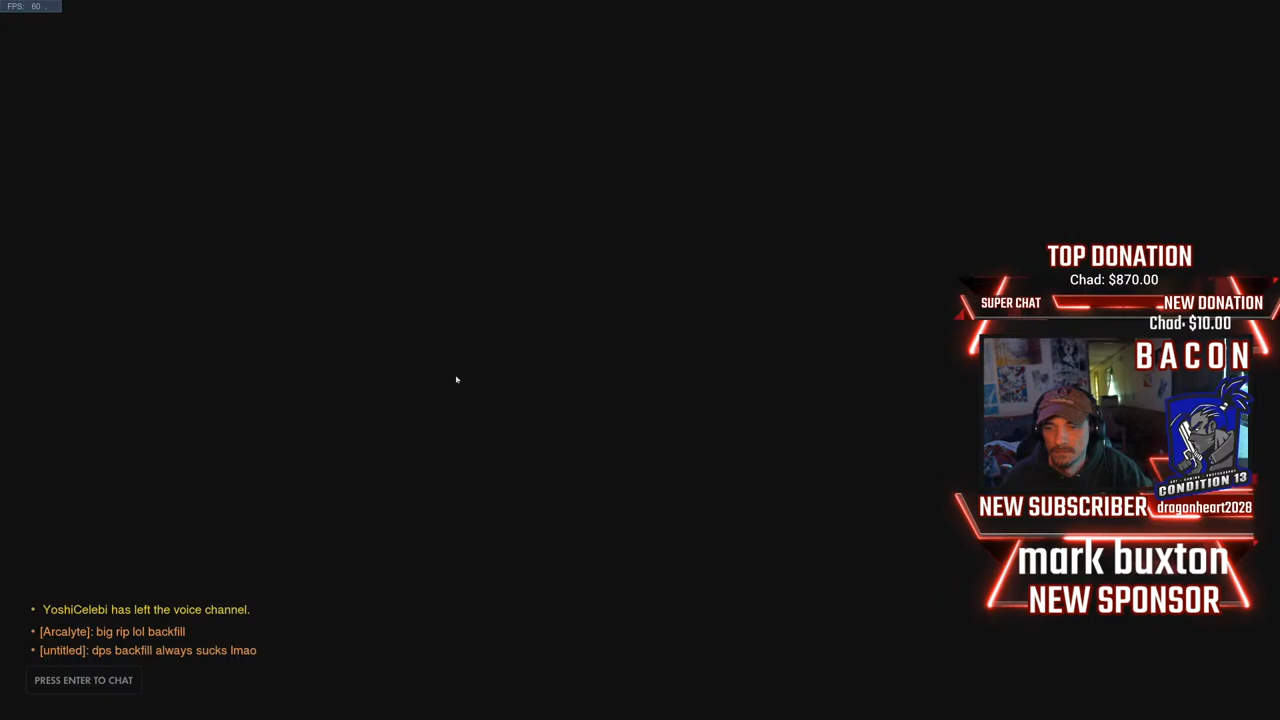 FPS: 60
TOP DONATION
Chad: $870.00
SUPER CHAT
NEW DONATION
Chad: $10.00
BACON
CONDITION 13
NEW SUBSCRIBER
dragonheart2028
mark buxton
NEW SPONSOR
• YoshiCelebi has left the voice channel.
• [Arcalyte]: big rip lol backfill
• [untitled]: dps backfill always sucks lmao
PRESS ENTER TO CHAT